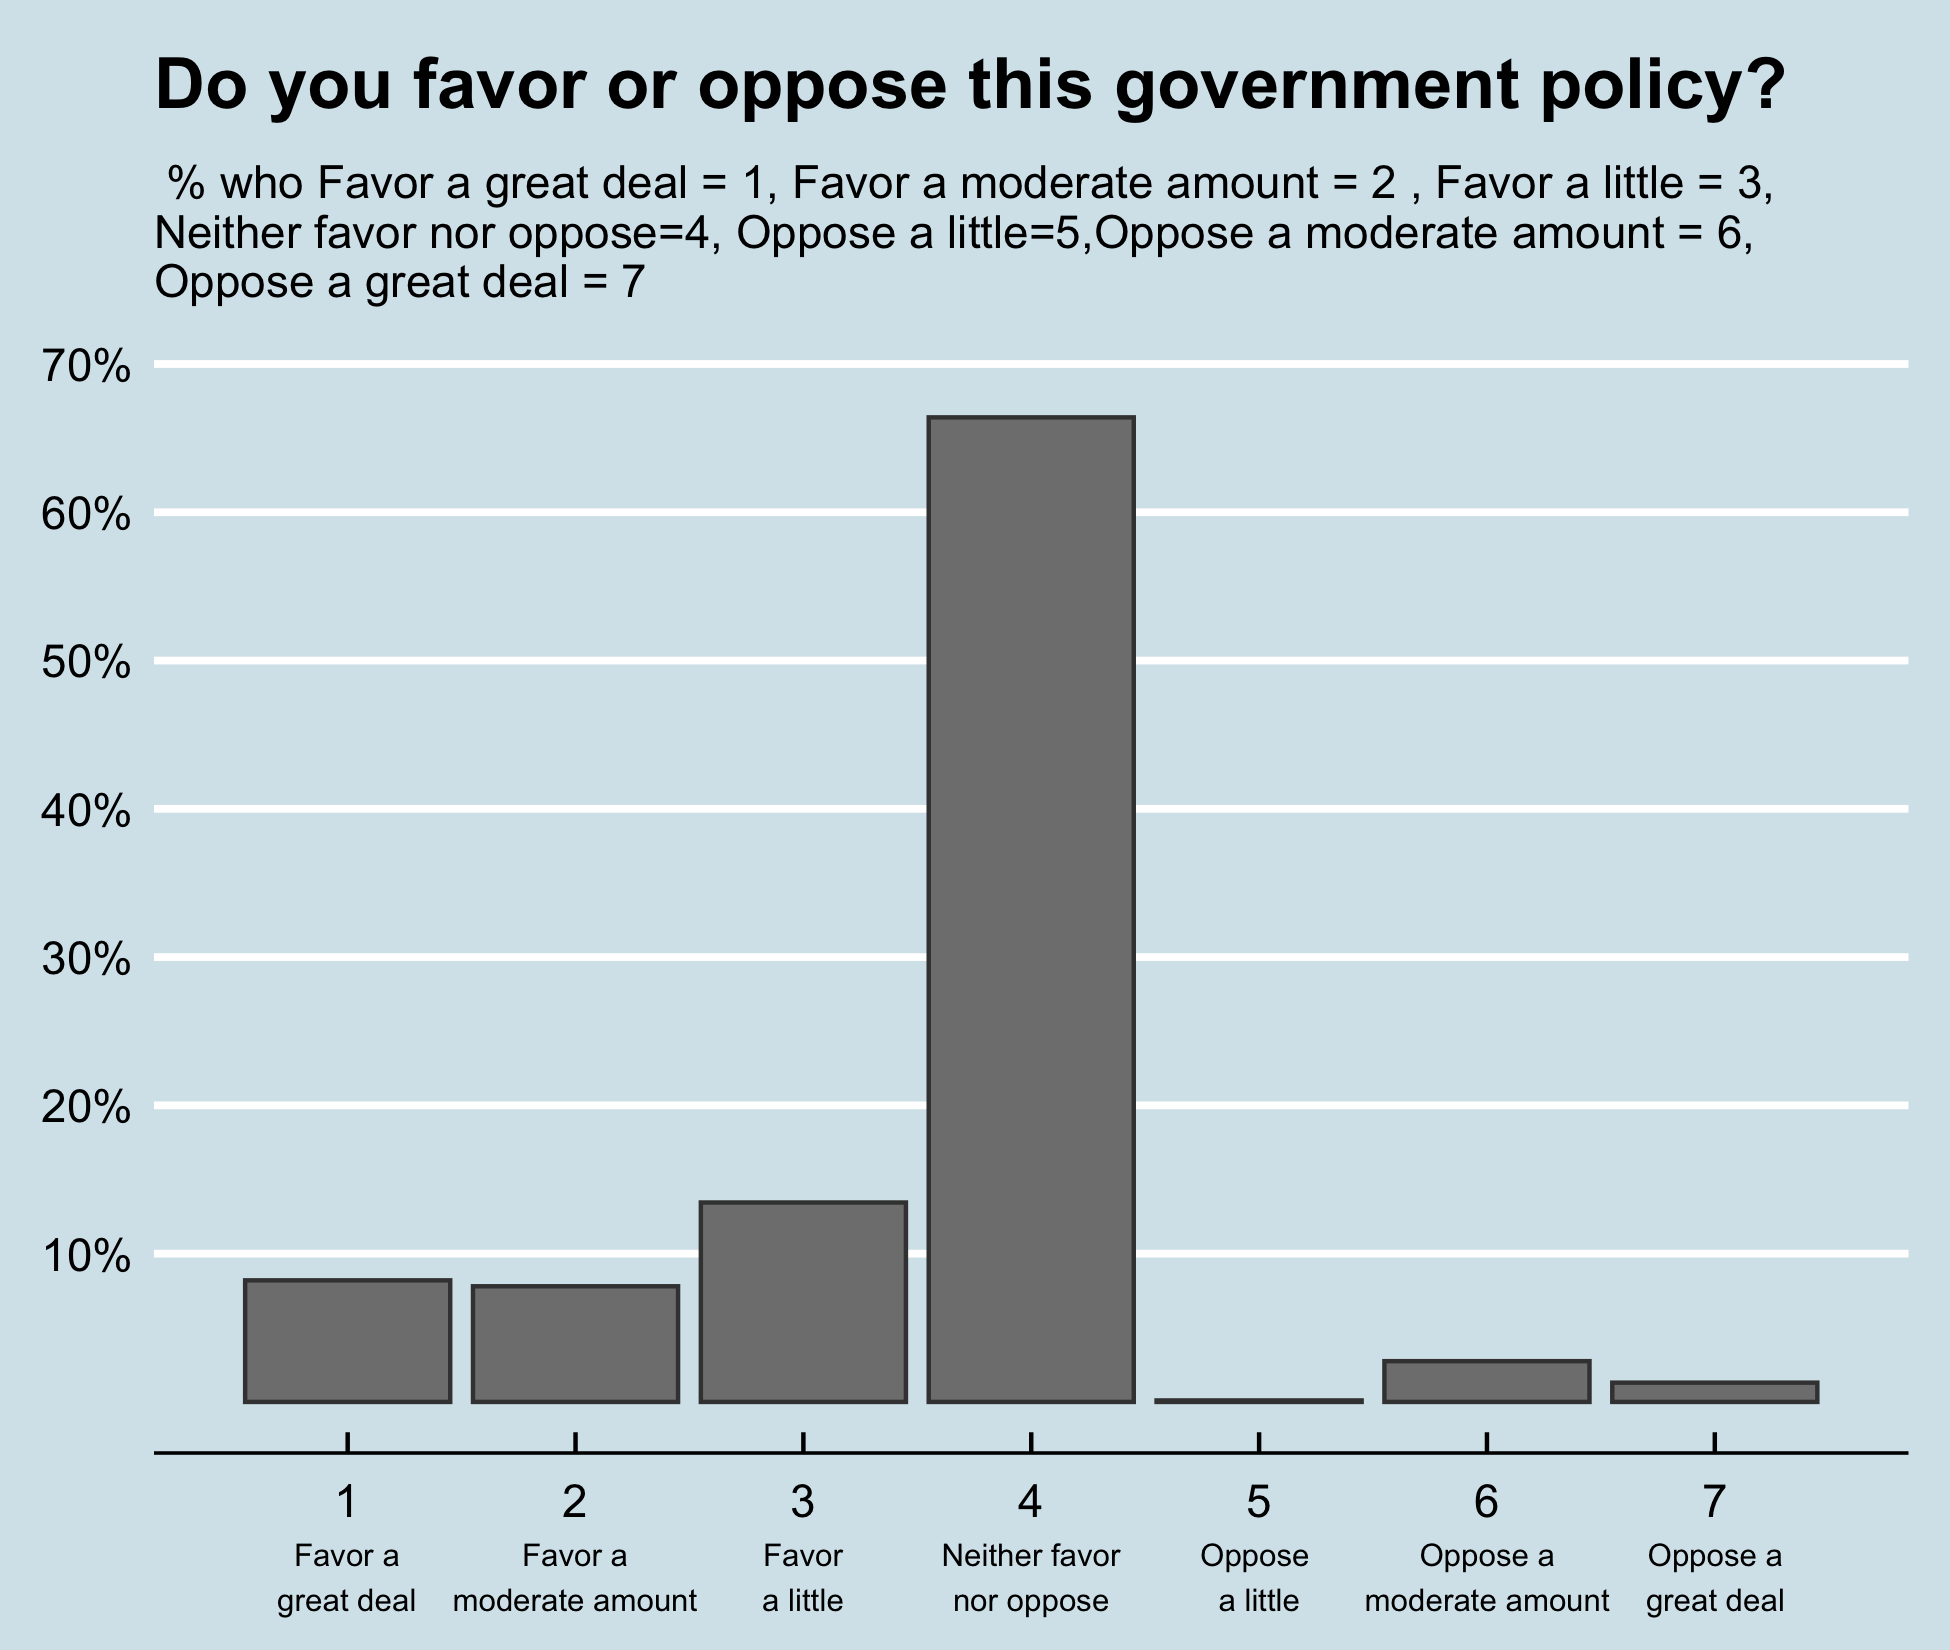 Do you favor or oppose this government policy?
% who Favor a great deal = 1, Favor a moderate amount = 2 , Favor a little = 3,
Neither favor nor oppose=4, Oppose a little=5,Oppose a moderate amount = 6,
Oppose a great deal = 7
70%
60%
50%
40%
30%
20%
10%
1 2 3 4 5 6 7
Favor a Favor a Favor Neither favor Oppose Oppose a Oppose a
great deal moderate amount a little nor oppose a little moderate amount great deal